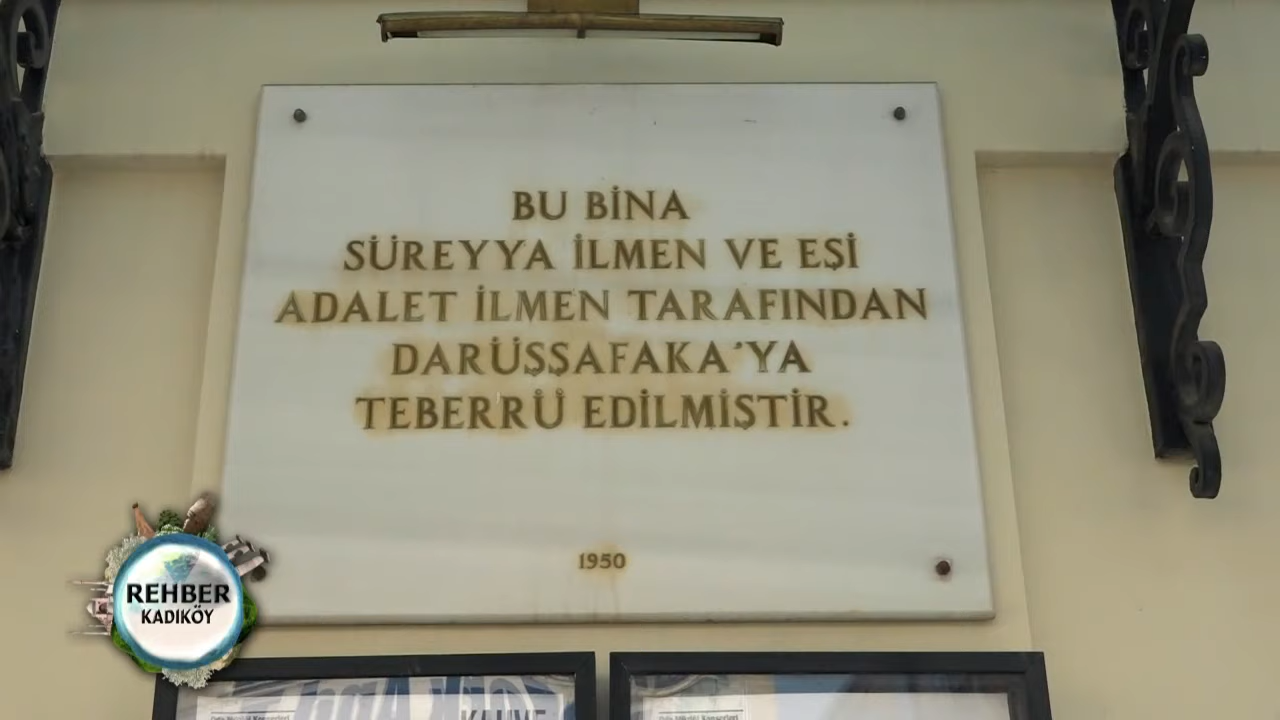 BU BİNA
SÜREYYA İLMEN VE EŞİ
ADALET İLMEN TARAFINDAN
DARÜŞŞAFAKA'YA
TEBERRÜ EDİLMİŞTİR.
1950
REHBER
KADIKÖY